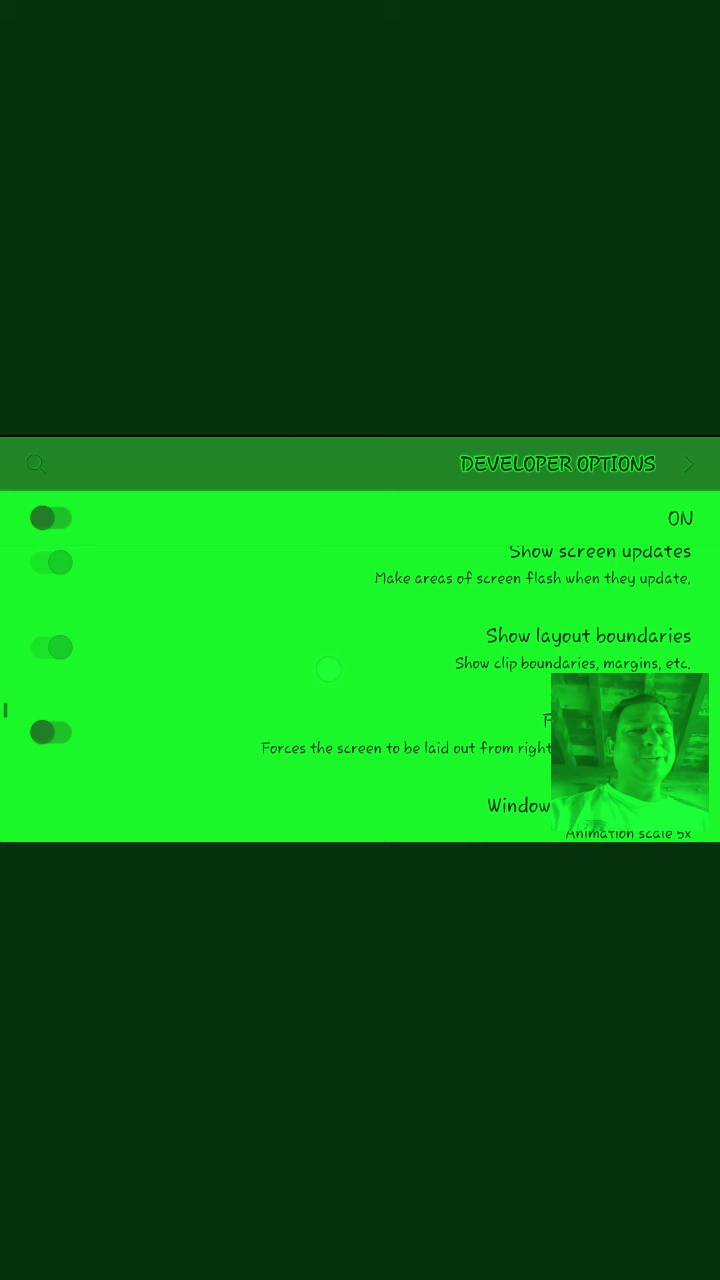 DEVELOPER OPTIONS
ON
Show screen updates
Make areas of screen flash when they update.
Show layout boundaries
Show clip boundaries, margins, etc.
Forces the screen to be laid out from right
Window
Animation scale 5x